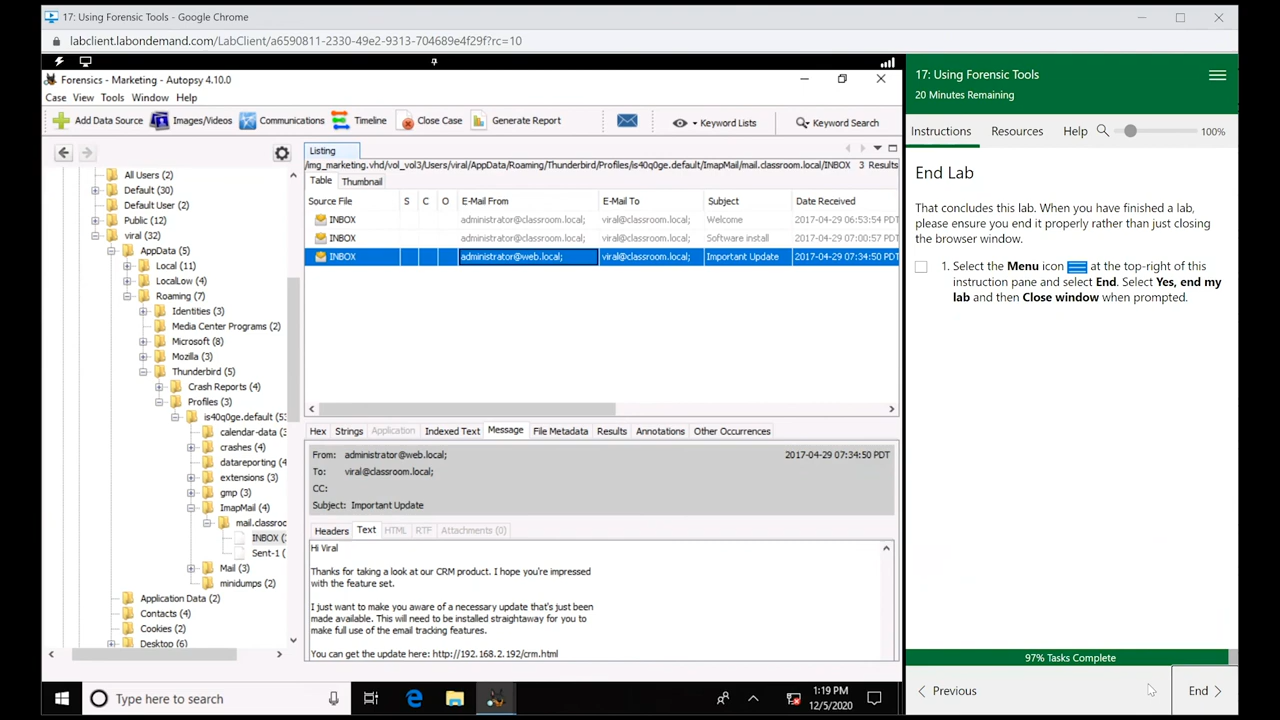 17: Using Forensic Tools - Google Chrome
labclient.labondemand.com/LabClient/a6590811-2330-49e2-9313-704689e4f29f?rc=10
Forensics - Marketing - Autopsy 4.10.0
Case View Tools Window Help
Add Data Source Images/Videos Communications Timeline Close Case Generate Report Keyword Lists Keyword Search
All Users (2)
Default (30)
Default User (2)
Public (12)
viral (32)
AppData (5)
Local (11)
LocalLow (4)
Roaming (7)
Identities (3)
Media Center Programs (2)
Microsoft (8)
Mozilla (3)
Thunderbird (5)
Crash Reports (4)
Profiles (3)
is40q0ge.default (53
calendar-data (3
crashes (4)
datareporting (4
extensions (3)
gmp (3)
ImapMail (4)
mail.classroo
INBOX (3
Sent-1 (
Mail (3)
minidumps (2)
Application Data (2)
Contacts (4)
Cookies (2)
Desktop (6)
Listing
/img_marketing.vhd/vol_vol3/Users/viral/AppData/Roaming/Thunderbird/Profiles/is40q0ge.default/ImapMail/mail.classroom.local/INBOX 3 Results
Table Thumbnail
Source File S C O E-Mail From E-Mail To Subject Date Received
INBOX administrator@classroom.local; viral@classroom.local; Welcome 2017-04-29 06:53:54 PDT
INBOX administrator@classroom.local; viral@classroom.local; Software install 2017-04-29 07:13:00 PDT
INBOX administrator@web.local; viral@classroom.local; Important Update 2017-04-29 07:34:50 PDT
Hex Strings Application Indexed Text Message File Metadata Results Annotations Other Occurrences
From: administrator@web.local; 2017-04-29 07:34:50 PDT
To: viral@classroom.local;
CC:
Subject: Important Update
Headers Text HTML RTF Attachments (0)
Hi Viral
Thanks for taking a look at our CRM product. I hope you're impressed
with the feature set.
I just want to make you aware of a necessary update that's just been
made available. This will need to be installed straightaway for you to
make full use of the email tracking features.
You can get the update here: http://192.168.2.192/crm.html
Type here to search
1:19 PM
12/5/2020
17: Using Forensic Tools
20 Minutes Remaining
Instructions Resources Help 100%
End Lab
That concludes this lab. When you have finished a lab,
please ensure you end it properly rather than just closing
the browser window.
1. Select the Menu icon at the top-right of this
instruction pane and select End. Select Yes, end my
lab and then Close window when prompted.
97% Tasks Complete
Previous End